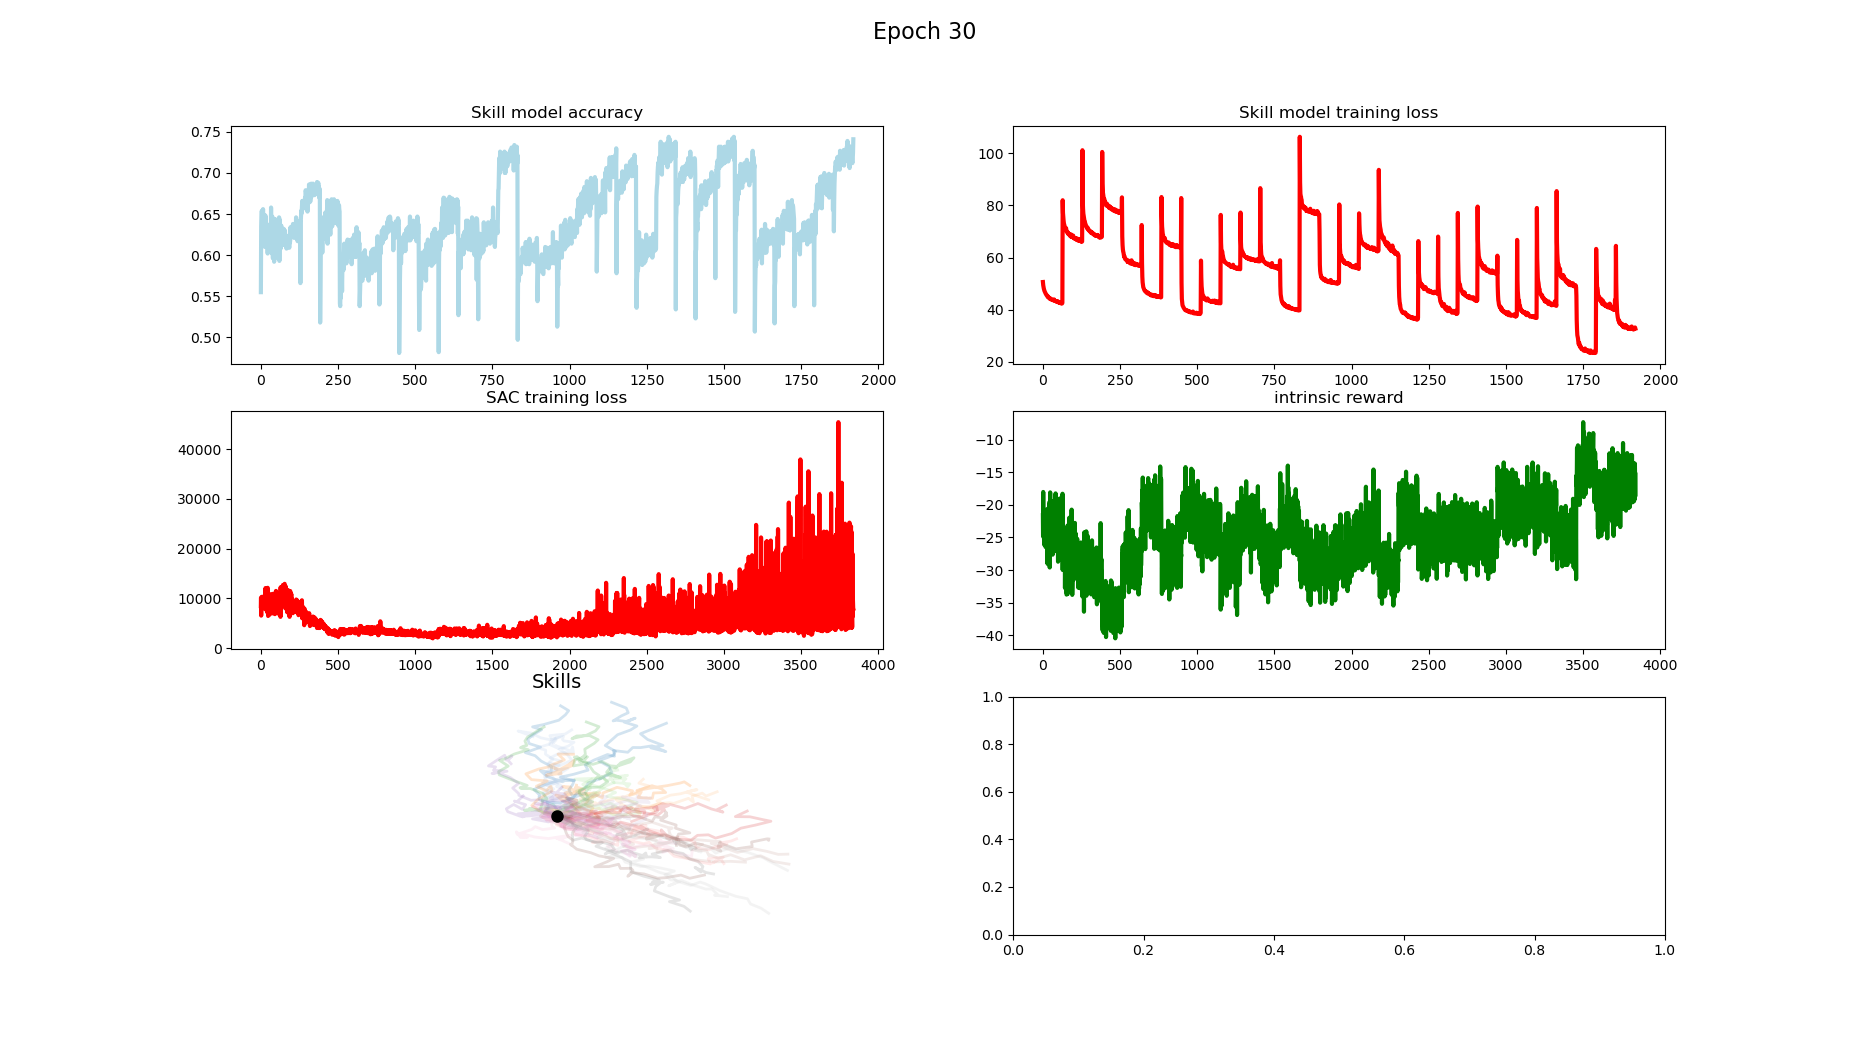 Epoch 30
Skill model accuracy
0.75
0.70
0.65
0.60
0.55
0.50
0 250 500 750 1000 1250 1500 1750 2000
Skill model training loss
100
80
60
40
20
0 250 500 750 1000 1250 1500 1750 2000
SAC training loss
40000
30000
20000
10000
0
0 500 1000 1500 2000 2500 3000 3500 4000
intrinsic reward
−10
−15
−20
−25
−30
−35
−40
0 500 1000 1500 2000 2500 3000 3500 4000
Skills
1.0
0.8
0.6
0.4
0.2
0.0
0.0 0.2 0.4 0.6 0.8 1.0